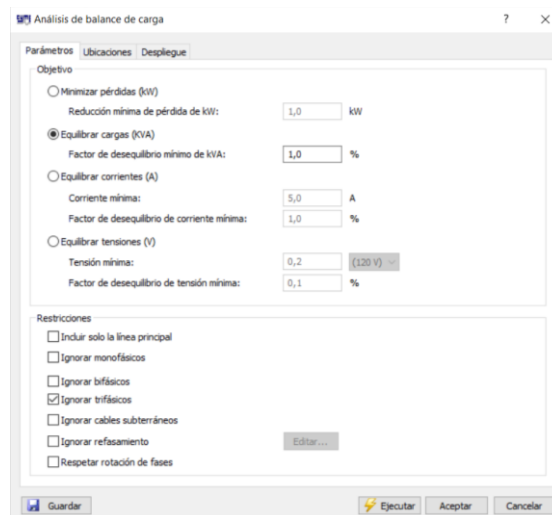 Análisis de balance de carga ? ×
Parámetros Ubicaciones Despliegue
Objetivo
Minimizar pérdidas (kW)
Reducción mínima de pérdida de kW: 1,0 kW
Equilibrar cargas (KVA)
Factor de desequilibrio mínimo de kVA: 1,0 %
Equilibrar corrientes (A)
Corriente mínima: 5,0 A
Factor de desequilibrio de corriente mínima: 1,0 %
Equilibrar tensiones (V)
Tensión mínima: 0,2 (120 V)
Factor de desequilibrio de tensión mínima: 0,1 %
Restricciones
Incluir solo la línea principal
Ignorar monofásicos
Ignorar bifásicos
Ignorar trifásicos
Ignorar cables subterráneos
Ignorar refasamiento Editar...
Respetar rotación de fases
Guardar Ejecutar Aceptar Cancelar